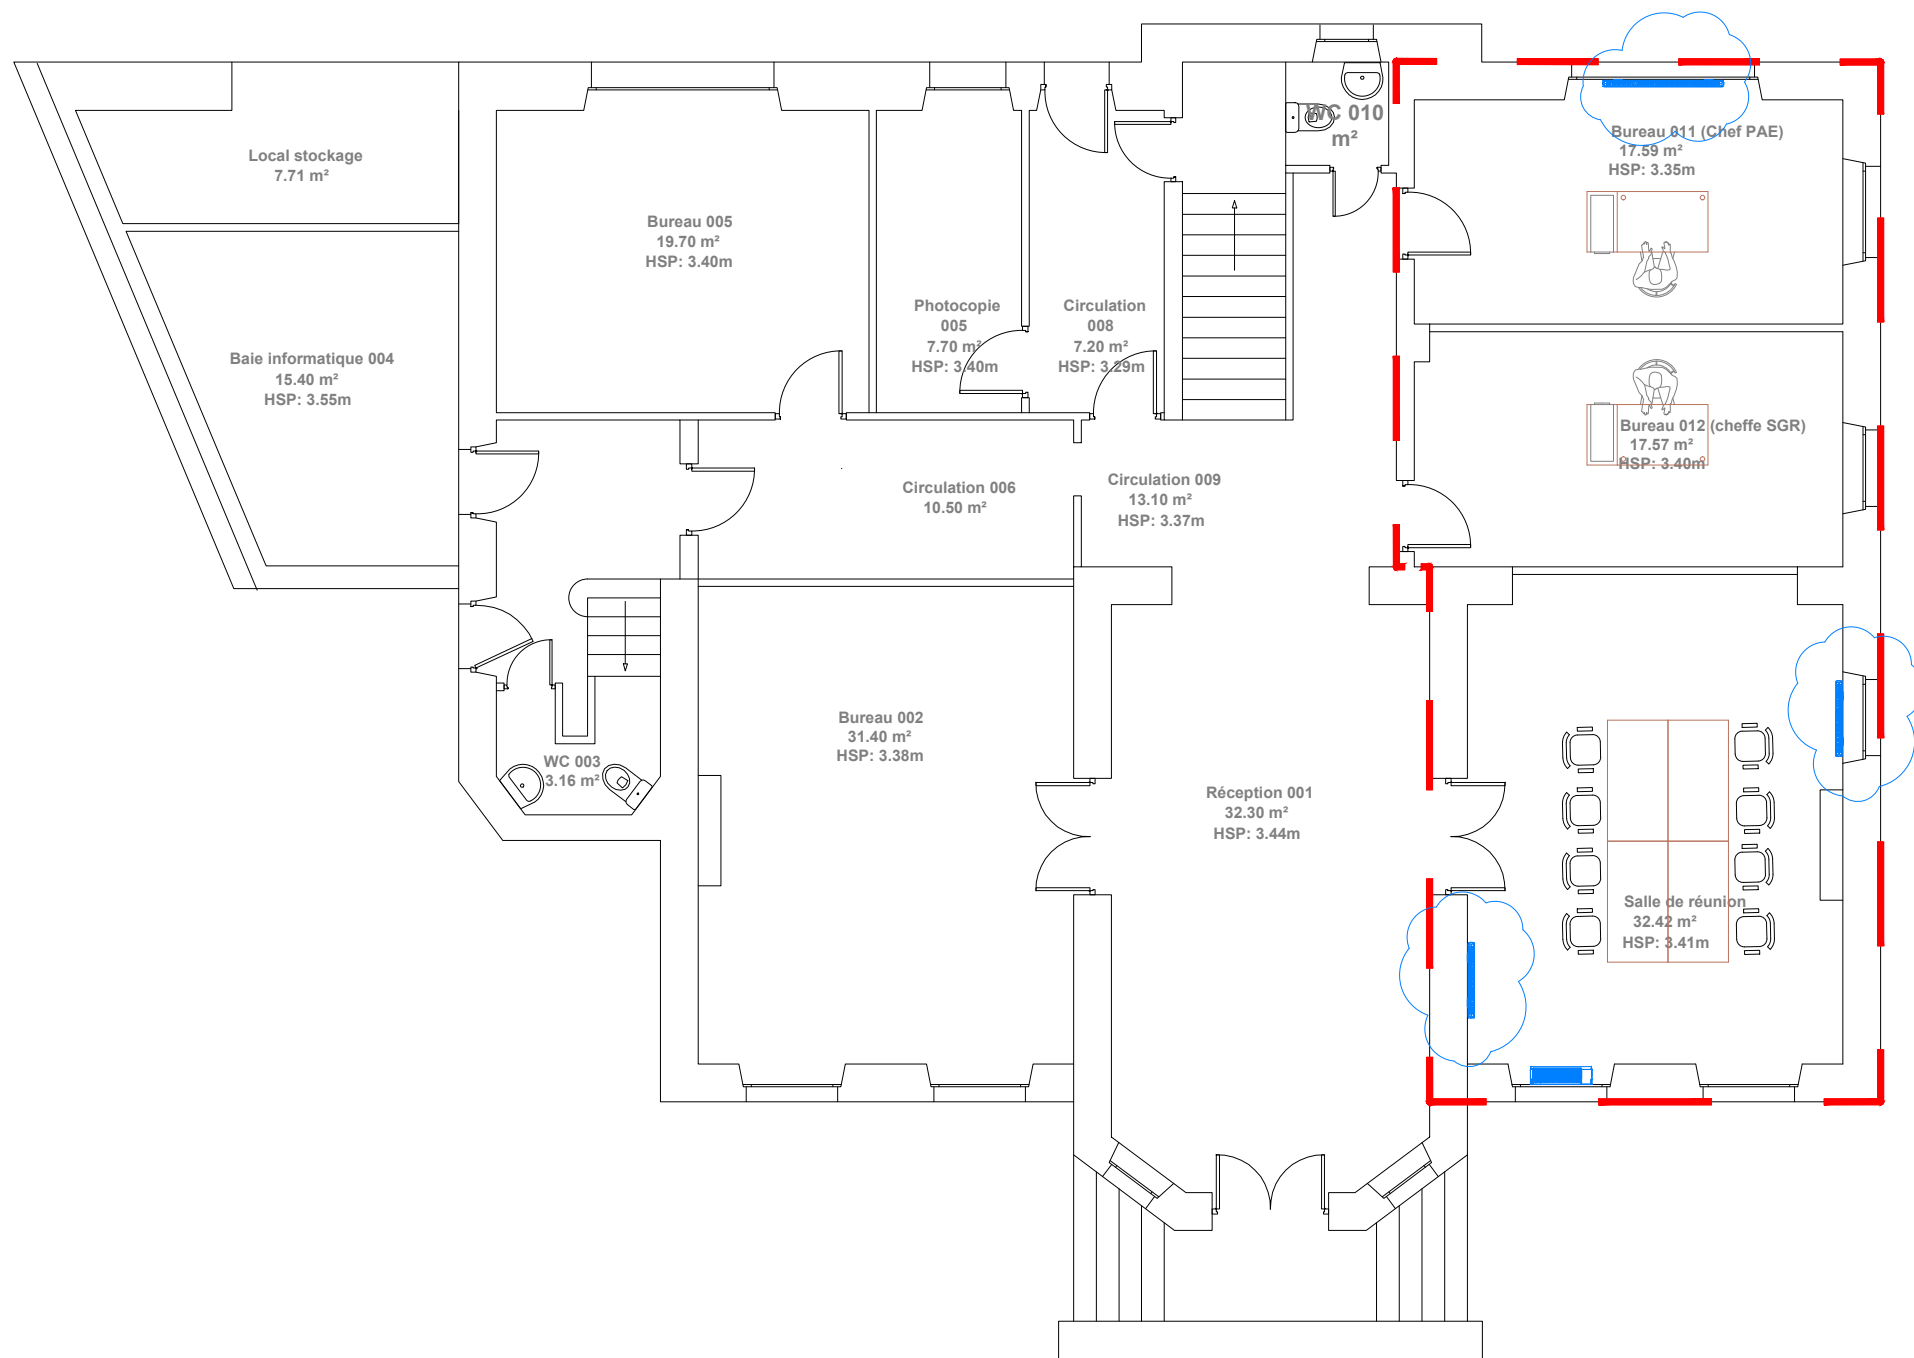 WC 010
m²
Bureau 011 (Chef PAE)
17.59 m²
HSP: 3.35m
Local stockage
7.71 m²
Bureau 005
19.70 m²
HSP: 3.40m
Photocopie
005
7.70 m²
HSP: 3.40m
Circulation
008
7.20 m²
HSP: 3.29m
Baie informatique 004
15.40 m²
HSP: 3.55m
Bureau 012 (cheffe SGR)
17.57 m²
HSP: 3.40m
Circulation 006
10.50 m²
Circulation 009
13.10 m²
HSP: 3.37m
Bureau 002
31.40 m²
HSP: 3.38m
WC 003
3.16 m²
Réception 001
32.30 m²
HSP: 3.44m
Salle de réunion
32.42 m²
HSP: 3.41m